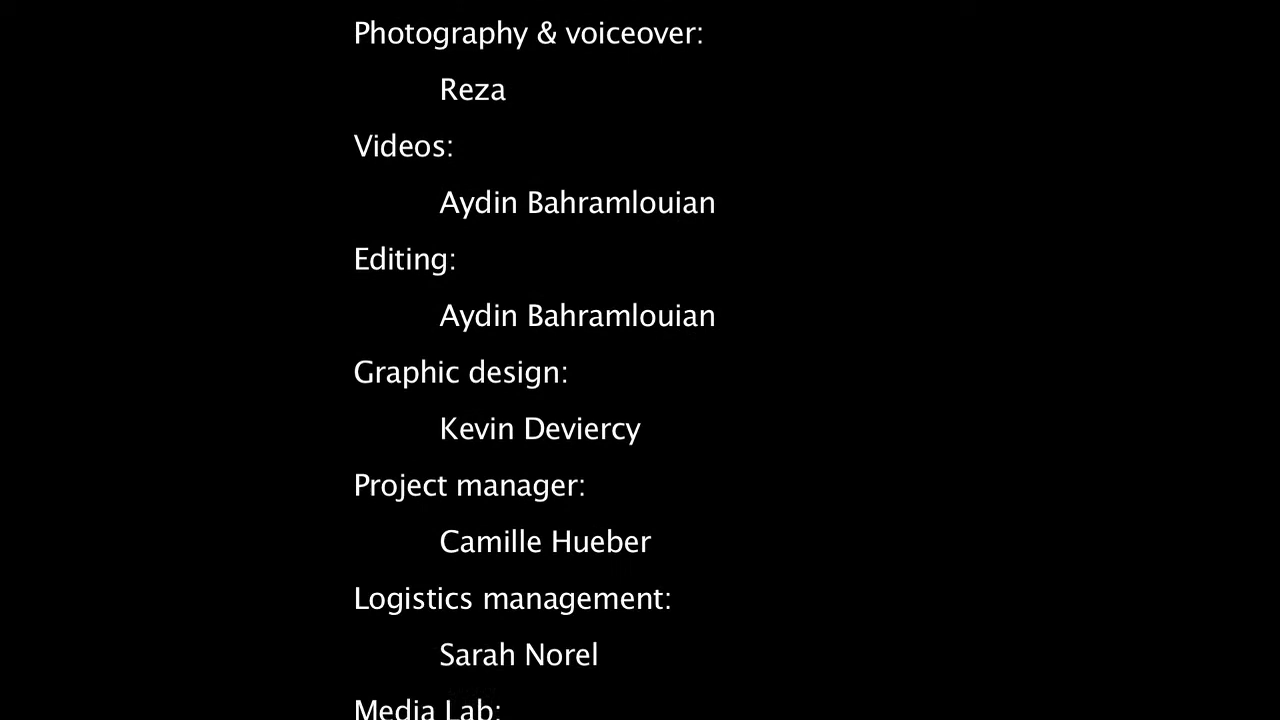 Photography & voiceover:
Reza
Videos:
Aydin Bahramlouian
Editing:
Aydin Bahramlouian
Graphic design:
Kevin Deviercy
Project manager:
Camille Hueber
Logistics management:
Sarah Norel
Media Lab: